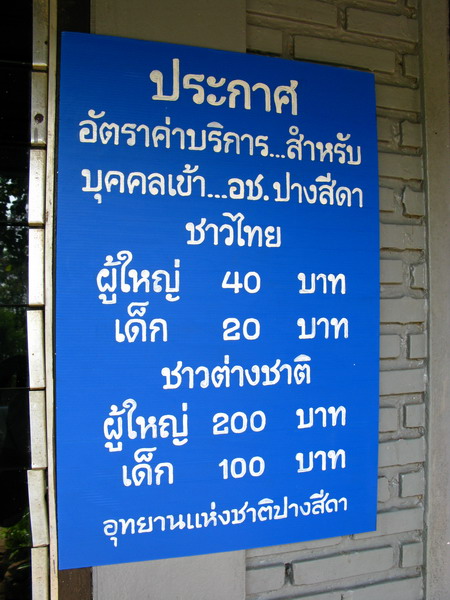 ประกาศ
อัตราค่าบริการ...สำหรับ
บุคคลเข้า...อช.ปางสีดา
ชาวไทย
ผู้ใหญ่ 40 บาท
เด็ก 20 บาท
ชาวต่างชาติ
ผู้ใหญ่ 200 บาท
เด็ก 100 บาท
อุทยานแห่งชาติปางสีดา